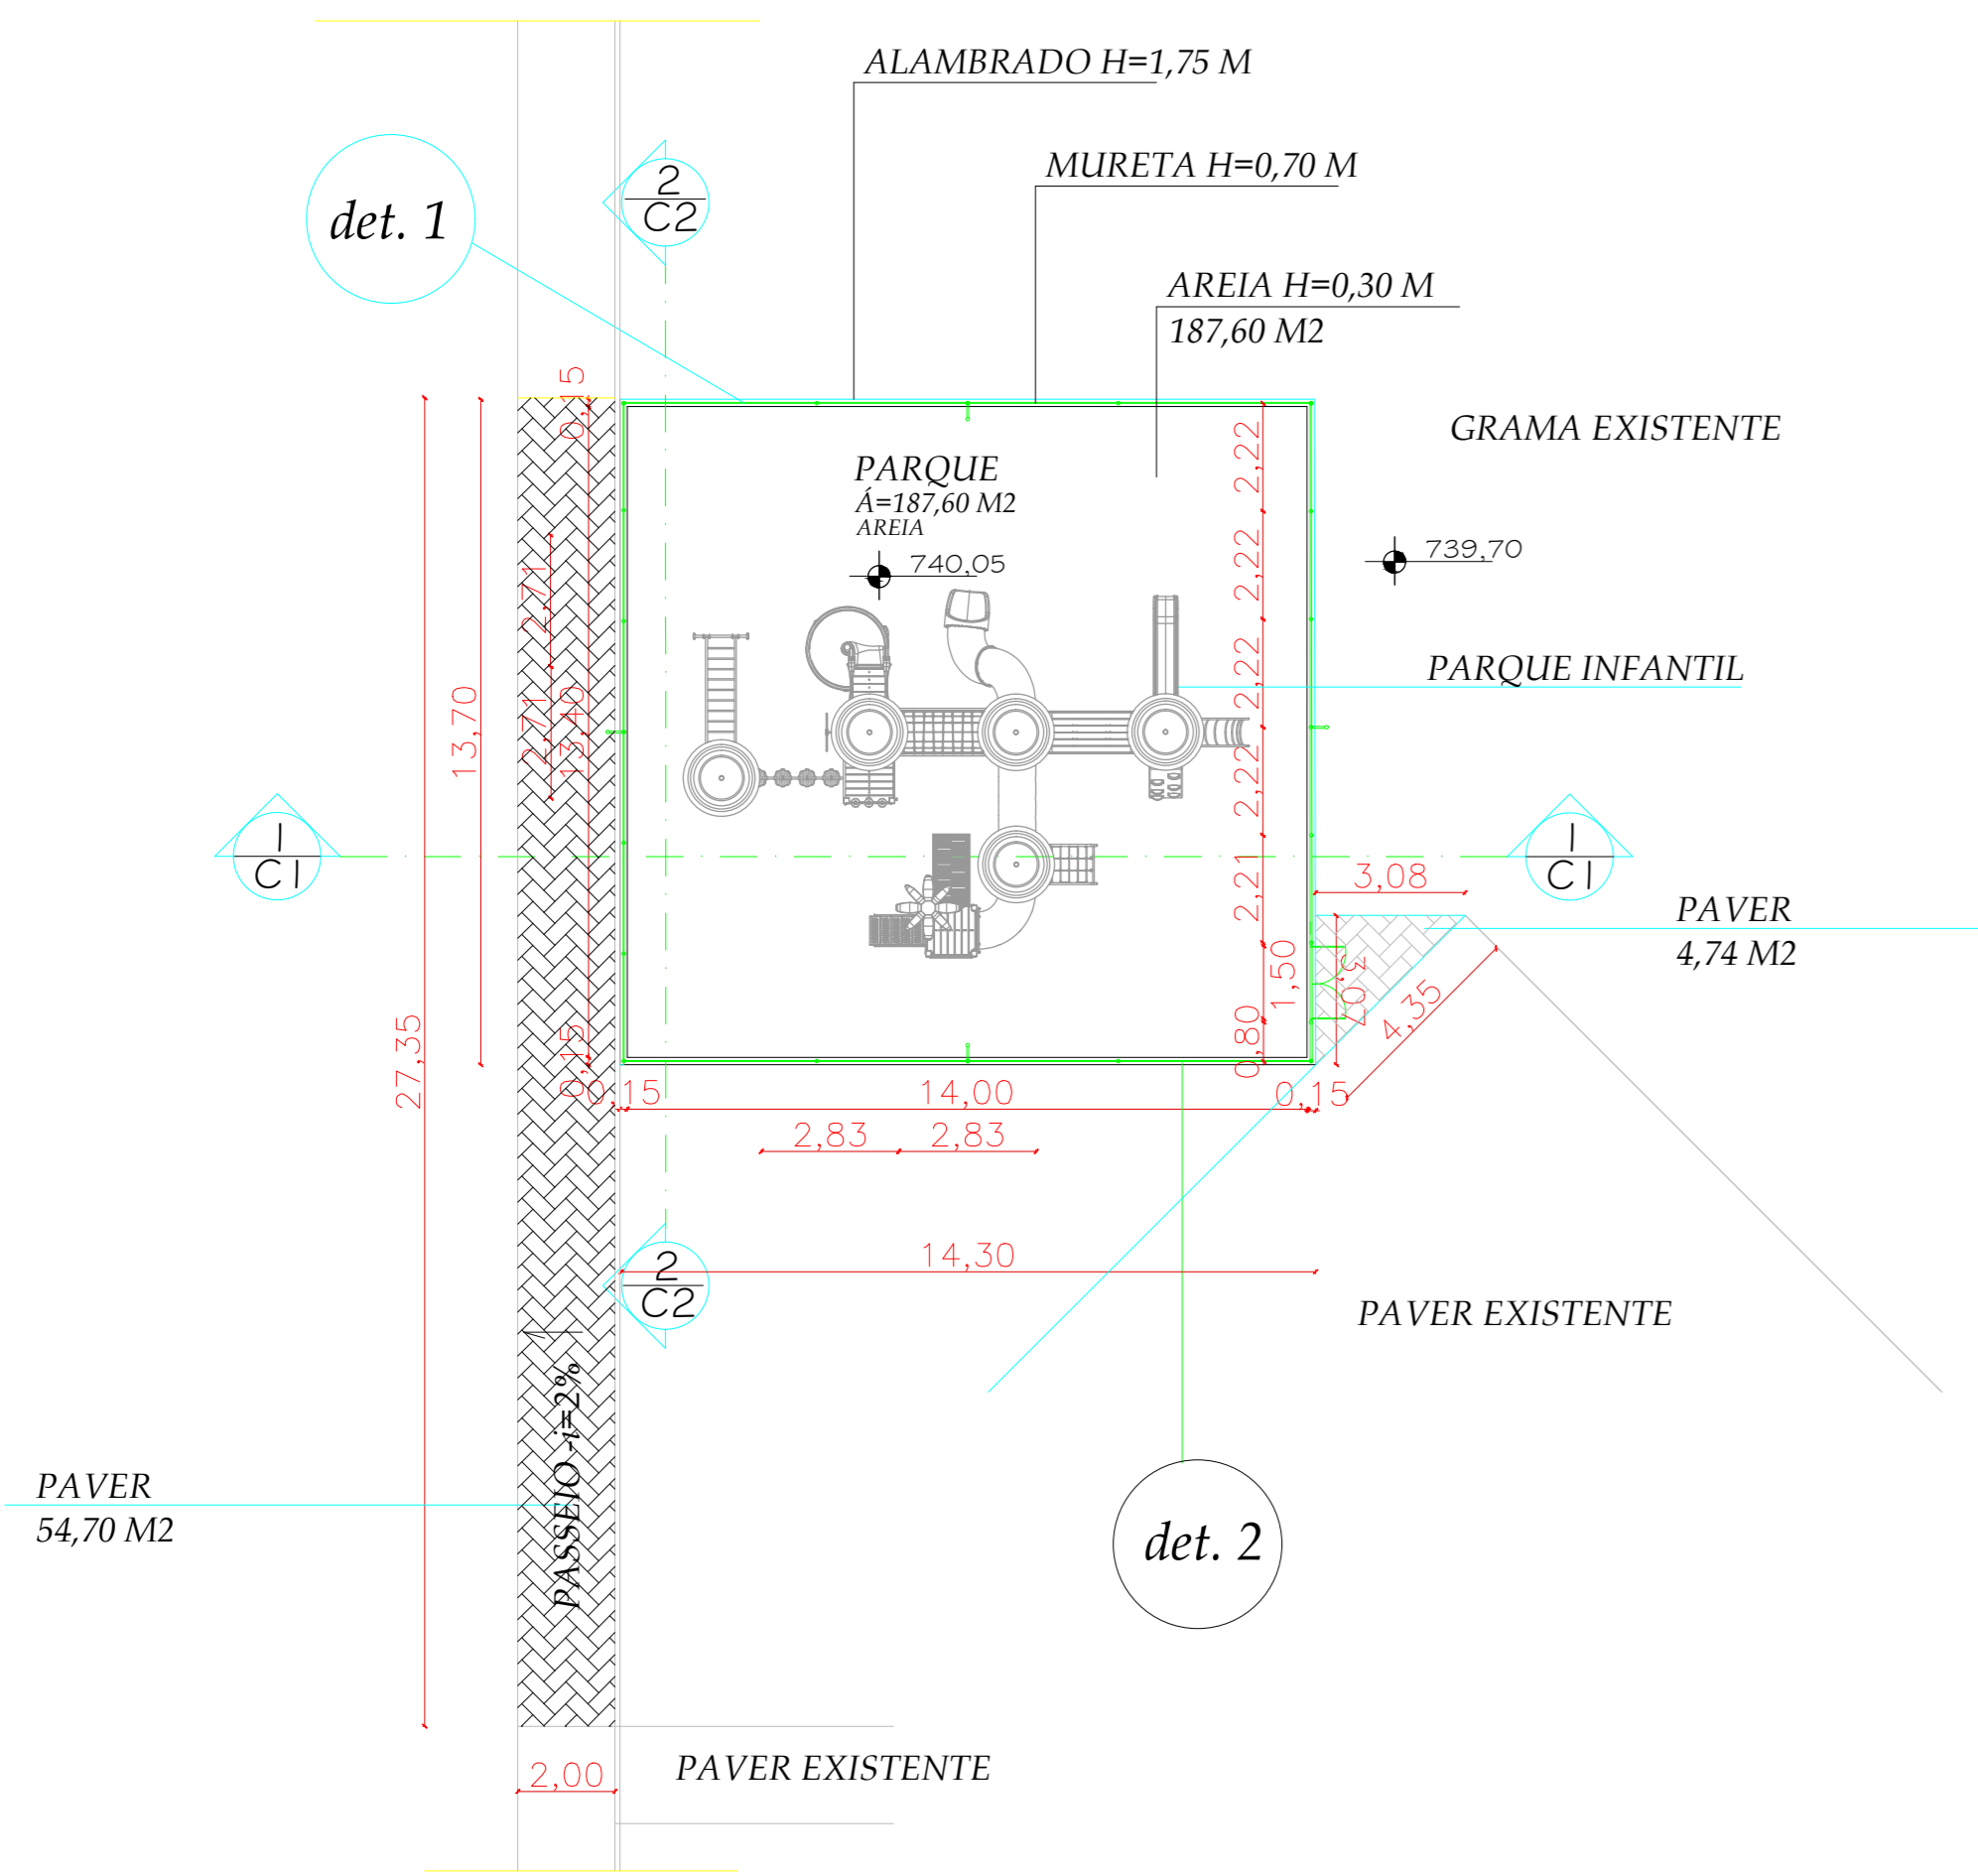 ALAMBRADO H=1,75 M
MURETA H=0,70 M
2
C2
det. 1
AREIA H=0,30 M
187,60 M2
0,15
GRAMA EXISTENTE
2,22
PARQUE
Á=187,60 M2
AREIA
740,05
739,70
2,22
2,71
PARQUE INFANTIL
2,22
13,70
2,71
13,40
2,22
1
C1
1
C1
3,08
2,21
PAVER
4,74 M2
1,50
3,07
4,35
0,80
27,35
0,15
0,15
14,00
0,15
2,83
2,83
14,30
2
C2
PAVER EXISTENTE
PASSEIO -i=2%
PAVER
54,70 M2
det. 2
2,00
PAVER EXISTENTE